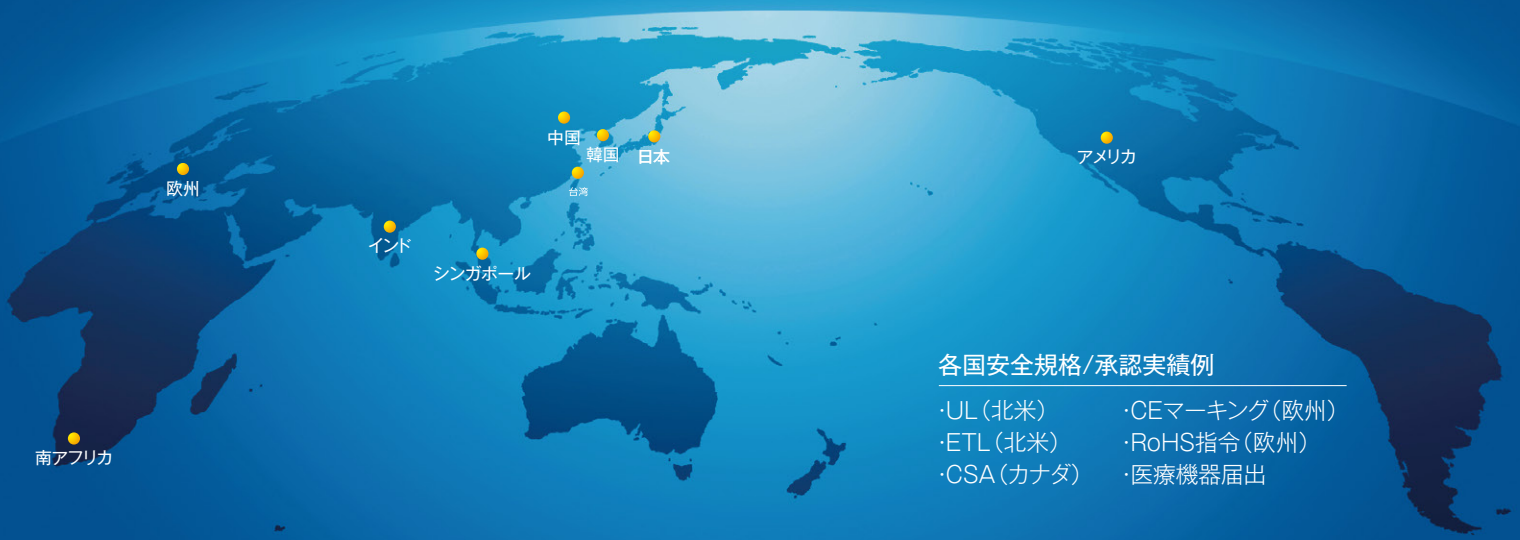 中国
韓国
日本
アメリカ
欧州
台湾
インド
シンガポール
南アフリカ
各国安全規格/承認実績例
･UL（北米）
･CEマーキング（欧州）
･ETL（北米）
･RoHS指令（欧州）
･CSA（カナダ）
･医療機器届出